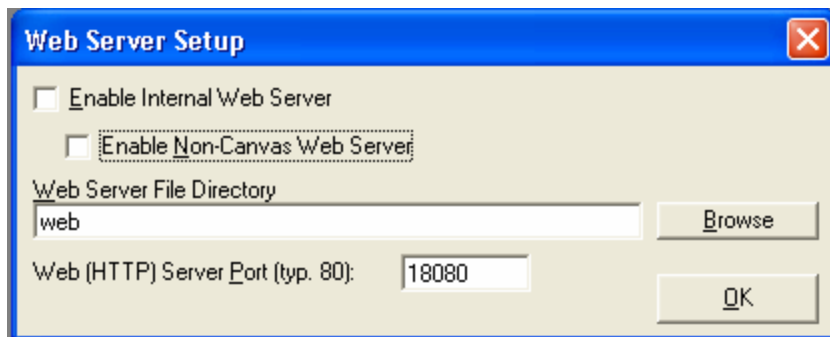 Web Server Setup
Enable Internal Web Server
Enable Non-Canvas Web Server
Web Server File Directory
web
Browse
Web (HTTP) Server Port (typ. 80):
18080
OK